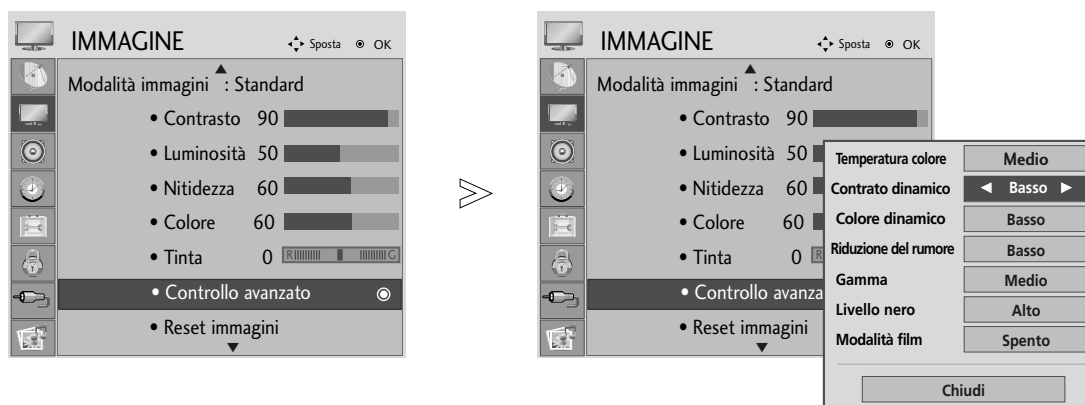 IMMAGINE Sposta OK
Modalità immagini : Standard
• Contrasto 90
• Luminosità 50
• Nitidezza 60
• Colore 60
• Tinta 0 R G
• Controllo avanzato
• Reset immagini
IMMAGINE Sposta OK
Modalità immagini : Standard
• Contrasto 90
• Luminosità 50
• Nitidezza 60
• Colore 60
• Tinta 0 R
• Controllo avanza
• Reset immagini
Temperatura colore Medio
Contrato dinamico ◀ Basso ▶
Colore dinamico Basso
Riduzione del rumore Basso
Gamma Medio
Livello nero Alto
Modalità film Spento
Chiudi